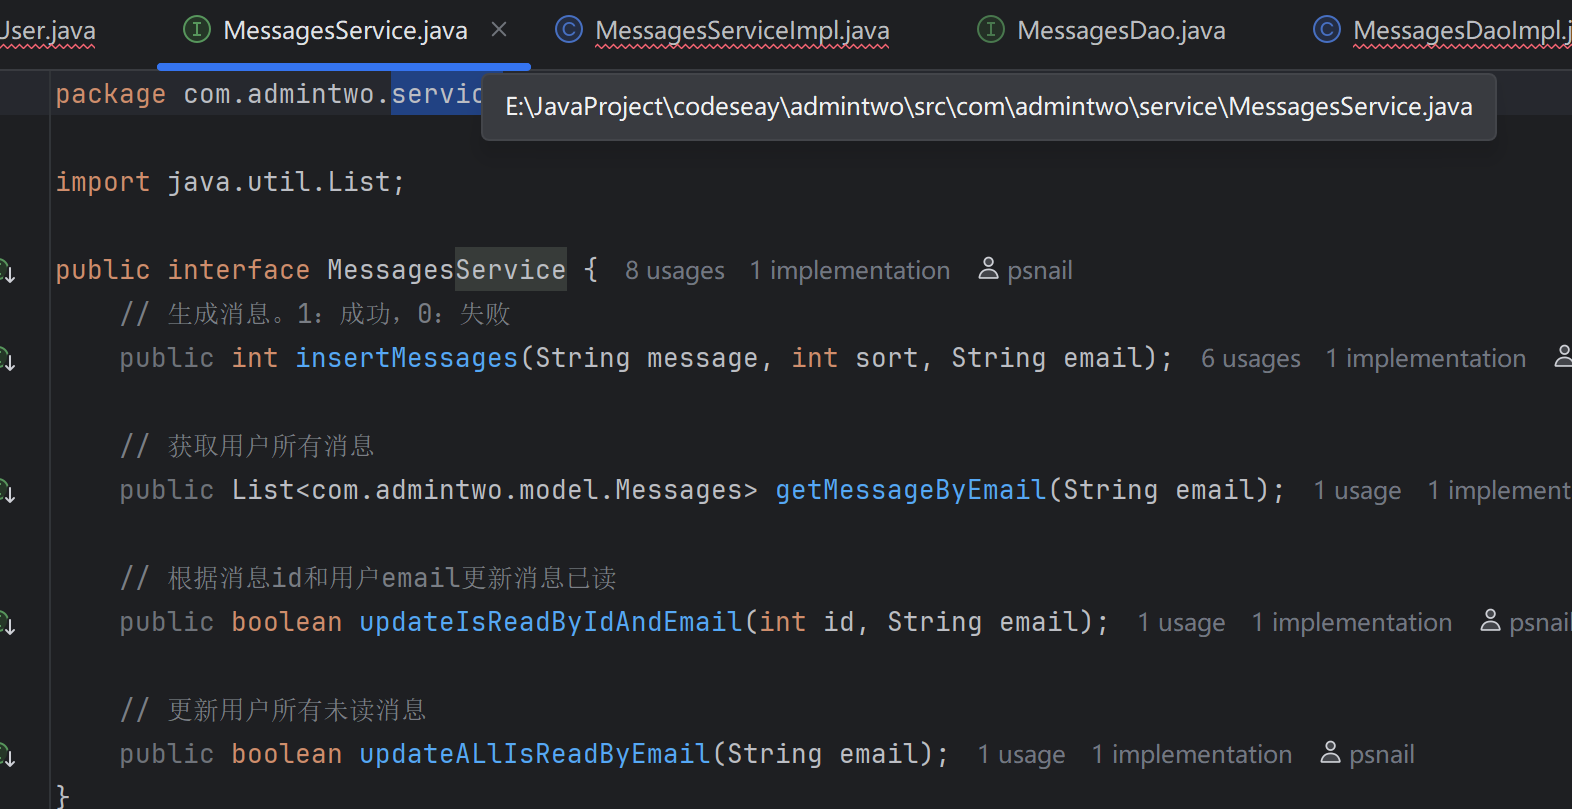 User.java MessagesService.java MessagesServiceImpl.java MessagesDao.java MessagesDaoImpl.j
package com.admintwo.servic
E:\JavaProject\codeseay\admintwo\src\com\admintwo\service\MessagesService.java
import java.util.List;
public interface MessagesService { 8 usages 1 implementation psnail
// 生成消息。1: 成功, 0: 失败
public int insertMessages(String message, int sort, String email); 6 usages 1 implementation
// 获取用户所有消息
public List<com.admintwo.model.Messages> getMessageByEmail(String email); 1 usage 1 implement
// 根据消息id和用户email更新消息已读
public boolean updateIsReadByIdAndEmail(int id, String email); 1 usage 1 implementation psnail
// 更新用户所有未读消息
public boolean updateALlIsReadByEmail(String email); 1 usage 1 implementation psnail
}